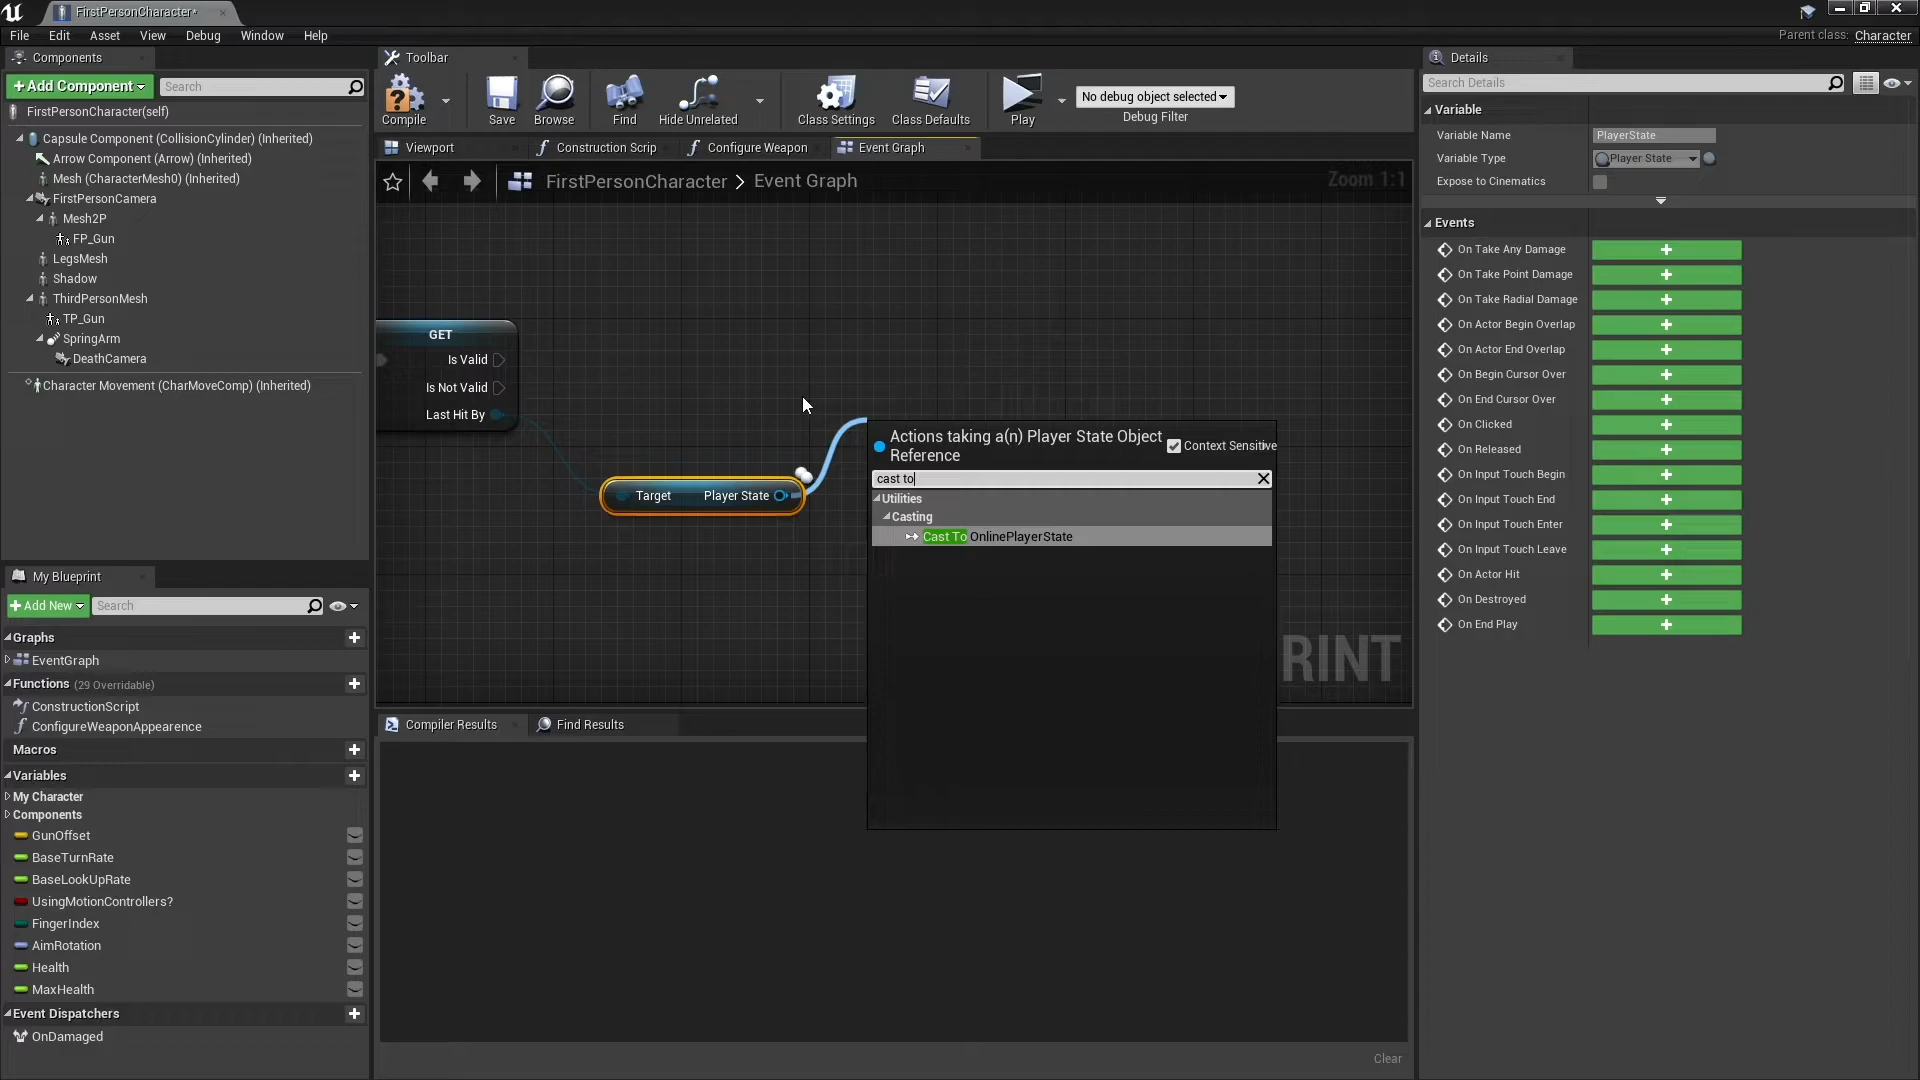 FirstPersonCharacter*
File Edit Asset View Debug Window Help
Parent class: Character
Components
+ Add Component
Search
FirstPersonCharacter(self)
Capsule Component (CollisionCylinder) (Inherited)
Arrow Component (Arrow) (Inherited)
Mesh (CharacterMesh0) (Inherited)
FirstPersonCamera
Mesh2P
FP_Gun
LegsMesh
Shadow
ThirdPersonMesh
TP_Gun
SpringArm
DeathCamera
Character Movement (CharMoveComp) (Inherited)
My Blueprint
+ Add New
Search
Graphs
EventGraph
Functions (29 Overridable)
ConstructionScript
ConfigureWeaponAppearence
Macros
Variables
My Character
Components
GunOffset
BaseTurnRate
BaseLookUpRate
UsingMotionControllers?
FingerIndex
AimRotation
Health
MaxHealth
Event Dispatchers
OnDamaged
Toolbar
Compile
Save
Browse
Find
Hide Unrelated
Class Settings
Class Defaults
Play
No debug object selected
Debug Filter
Viewport
Construction Scrip
Configure Weapon
Event Graph
FirstPersonCharacter > Event Graph
Zoom 1:1
GET
Is Valid
Is Not Valid
Last Hit By
Target Player State
Actions taking a(n) Player State Object
Reference
Context Sensitive
cast to
Utilities
Casting
Cast To OnlinePlayerState
RINT
Compiler Results
Find Results
Clear
Details
Search Details
Variable
Variable Name PlayerState
Variable Type Player State
Expose to Cinematics
Events
On Take Any Damage
On Take Point Damage
On Take Radial Damage
On Actor Begin Overlap
On Actor End Overlap
On Begin Cursor Over
On End Cursor Over
On Clicked
On Released
On Input Touch Begin
On Input Touch End
On Input Touch Enter
On Input Touch Leave
On Actor Hit
On Destroyed
On End Play